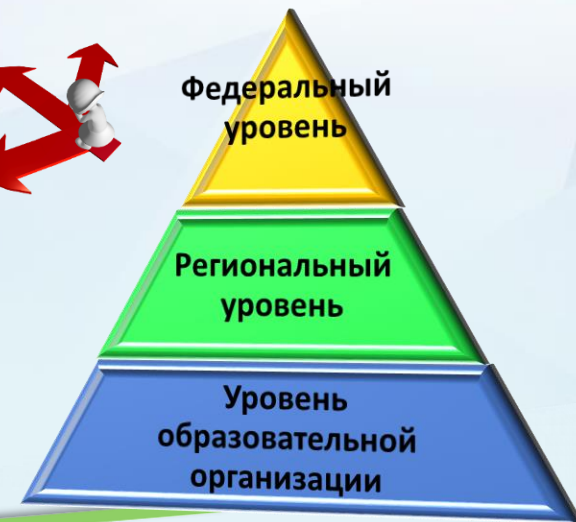 Федеральный
уровень
Региональный
уровень
Уровень
образовательной
организации